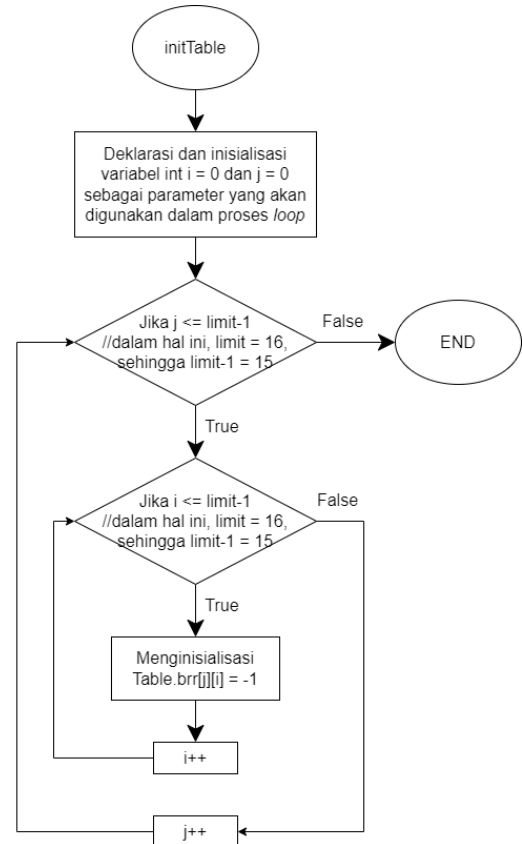 initTable
Deklarasi dan inisialisasi
variabel int i = 0 dan j = 0
sebagai parameter yang akan
digunakan dalam proses loop
Jika j <= limit-1
//dalam hal ini, limit = 16,
sehingga limit-1 = 15
False
END
True
Jika i <= limit-1
//dalam hal ini, limit = 16,
sehingga limit-1 = 15
False
True
Menginisialisasi
Table.brr[j][i] = -1
i++
j++